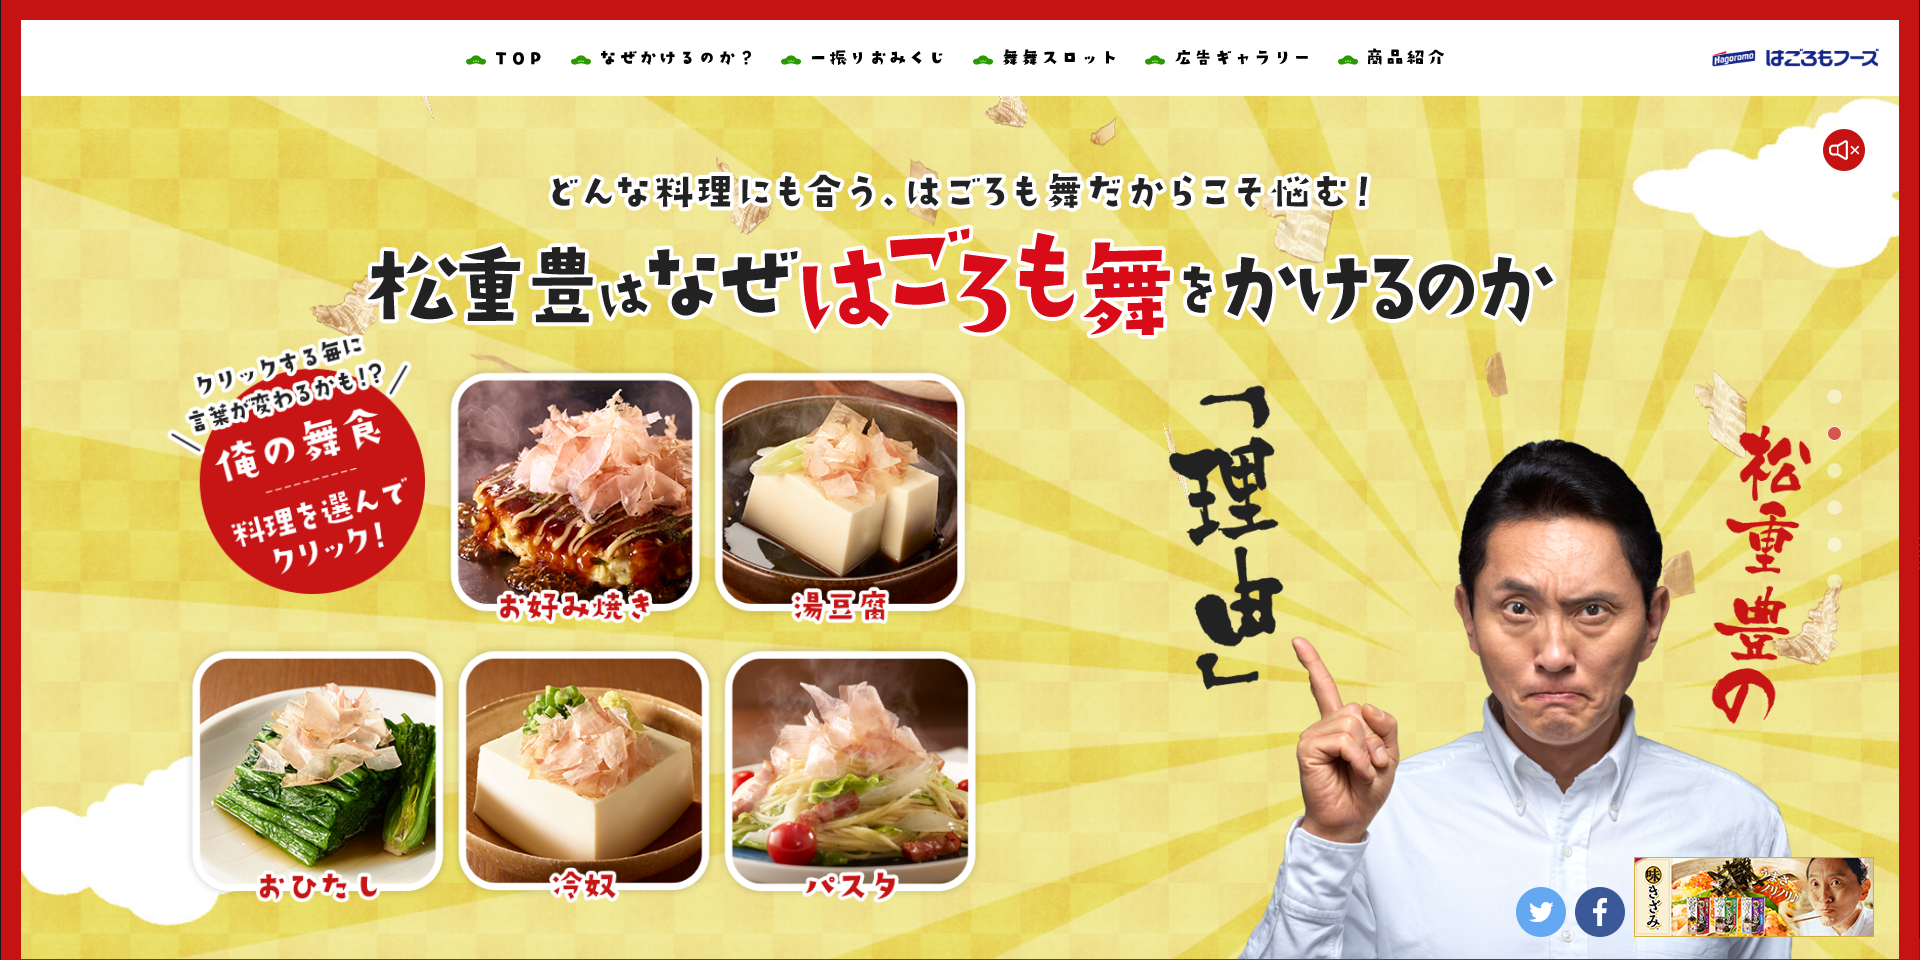 TOP
なぜかけるのか？
一振りおみくじ
舞舞スロット
広告ギャラリー
商品紹介
Hagoromo はごろもフーズ
どんな料理にも合う、はごろも舞だからこそ悩む！
松重豊はなぜはごろも舞をかけるのか
クリックする毎に
言葉が変わるかも!?
俺の舞食
料理を選んで
クリック！
お好み焼き
湯豆腐
おひたし
冷奴
パスタ
松重豊の
「理由」
味きざみ
うまさ
ノリノリ♪